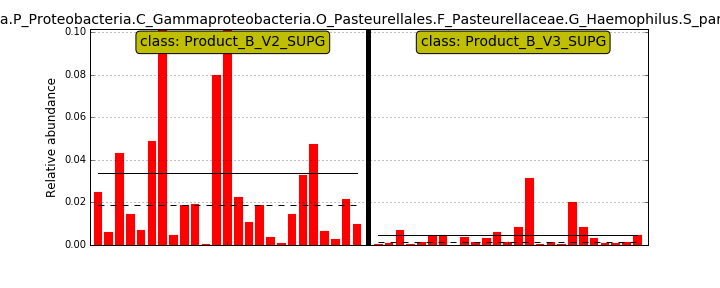 a.P_Proteobacteria.C_Gammaproteobacteria.O_Pasteurellales.F_Pasteurellaceae.G_Haemophilus.S_par
class: Product_B_V2_SUPG
class: Product_B_V3_SUPG
Relative abundance
0.10
0.08
0.06
0.04
0.02
0.00